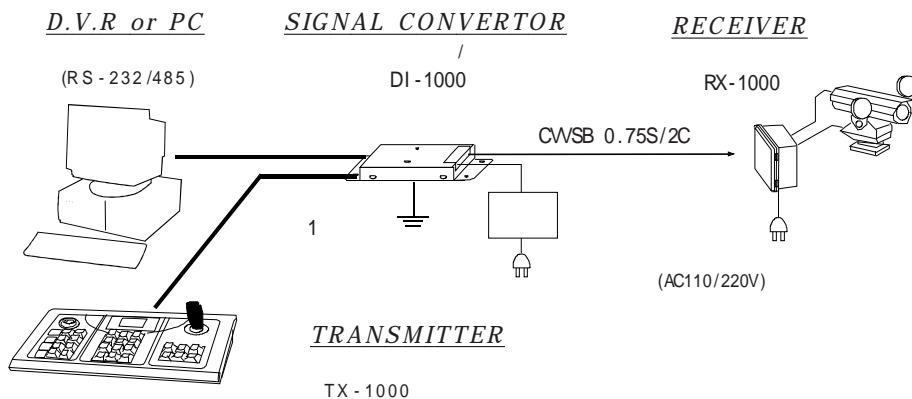 D.V.R or PC
SIGNAL CONVERTOR
RECEIVER
/
(RS-232/485)
DI-1000
RX-1000
CVVSB 0.75S/2C
1
(AC110/220V)
TRANSMITTER
TX-1000